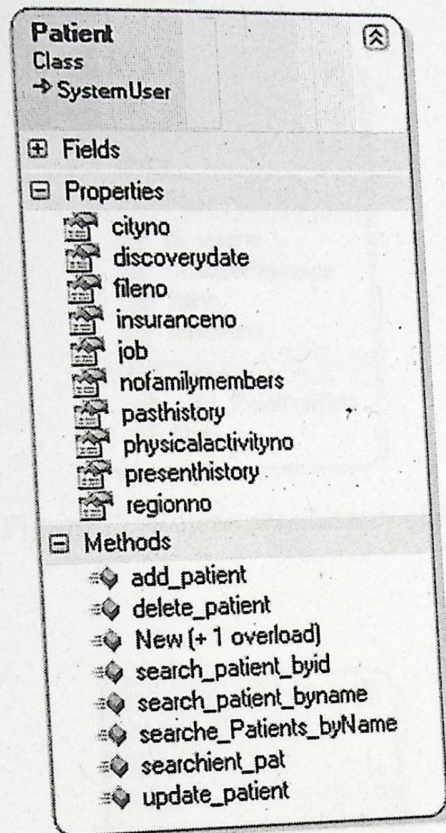 Patient
Class
SystemUser
Fields
Properties
cityno
discoverydate
fileno
insuranceno
job
nofamilymembers
pasthistory
physicalactivityno
presenthistory
regionno
Methods
add_patient
delete_patient
New (+ 1 overload)
search_patient_byid
search_patient_byname
searche_Patients_byName
searchient_pat
update_patient